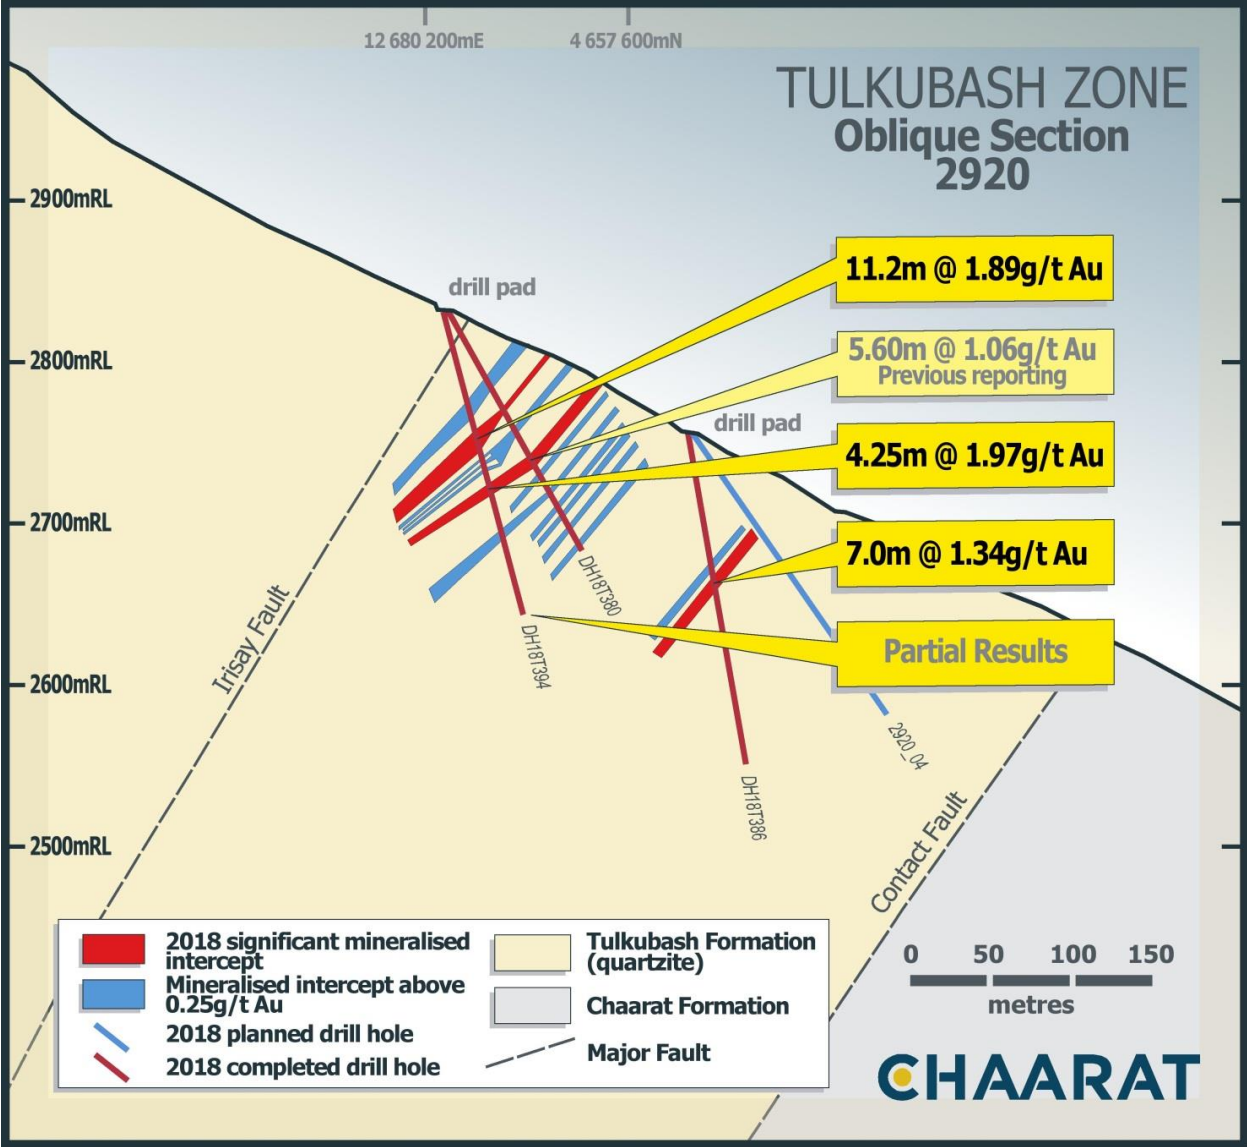 12 680 200mE
4 657 600mN
TULKUBASH ZONE
Oblique Section
2920
2900mRL
2800mRL
2700mRL
2600mRL
2500mRL
drill pad
drill pad
11.2m @ 1.89g/t Au
5.60m @ 1.06g/t Au
Previous reporting
4.25m @ 1.97g/t Au
7.0m @ 1.34g/t Au
Partial Results
Irisay Fault
DH18T380
DH18T394
DH18T386
2920_04
Contact Fault
2018 significant mineralised
intercept
Mineralised intercept above
0.25g/t Au
2018 planned drill hole
2018 completed drill hole
Tulkubash Formation
(quartzite)
Chaarat Formation
Major Fault
0 50 100 150
metres
CHAARAT